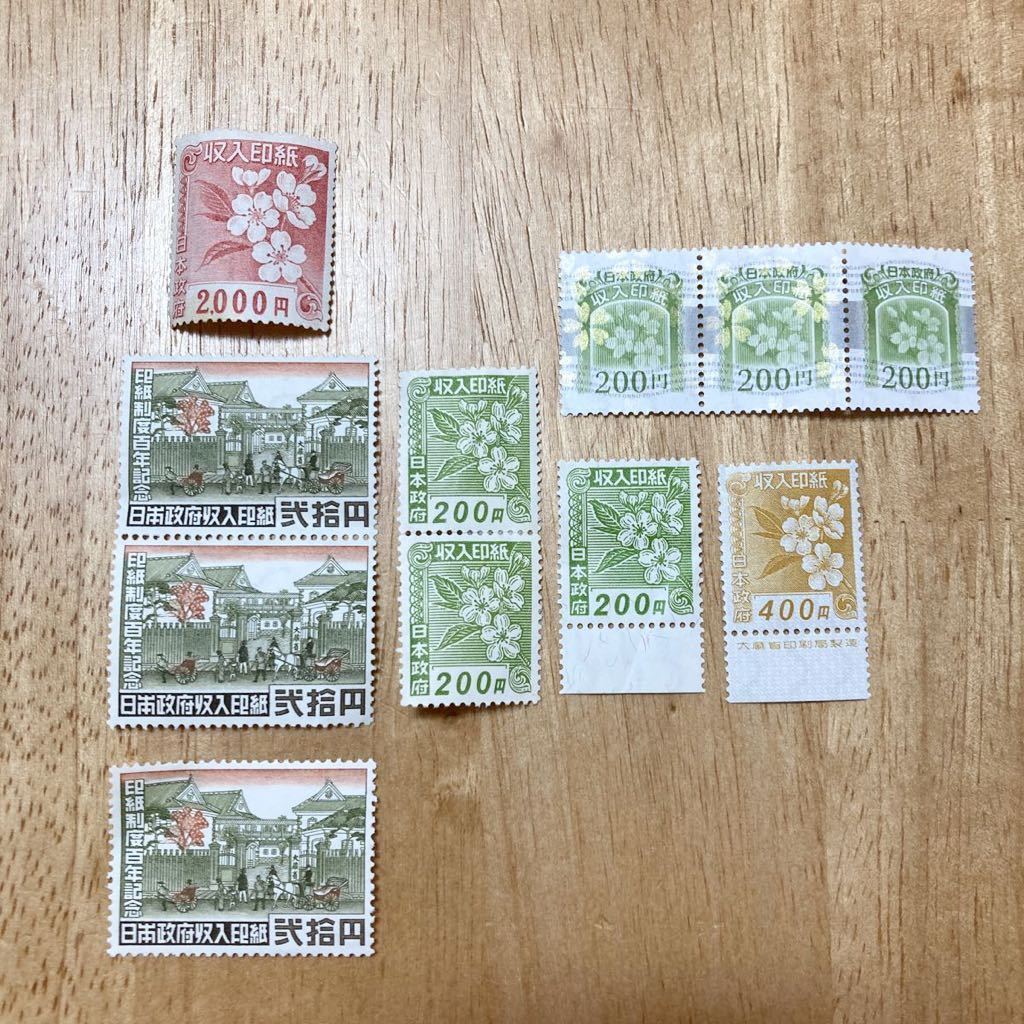 収入印紙
日本政府
2.000円
日本政府
収入印紙
200円
日本政府
収入印紙
200円
日本政府
収入印紙
200円
印紙制度百年記念
日本政府収入印紙
弐拾円
印紙制度百年記念
日本政府収入印紙
弐拾円
収入印紙
日本政府
200円
収入印紙
日本政府
200円
収入印紙
日本政府
200円
収入印紙
日本政府
400円
大蔵省印刷局製造
印紙制度百年記念
日本政府収入印紙
弐拾円